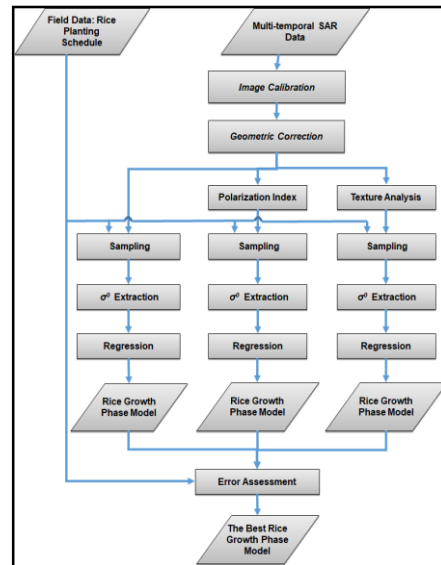 Field Data: Rice
Planting
Schedule
Multi-temporal SAR
Data
Image Calibration
Geometric Correction
Polarization Index
Texture Analysis
Sampling
Sampling
Sampling
σ⁰ Extraction
σ⁰ Extraction
σ⁰ Extraction
Regression
Regression
Regression
Rice Growth
Phase Model
Rice Growth
Phase Model
Rice Growth
Phase Model
Error Assessment
The Best Rice
Growth Phase
Model